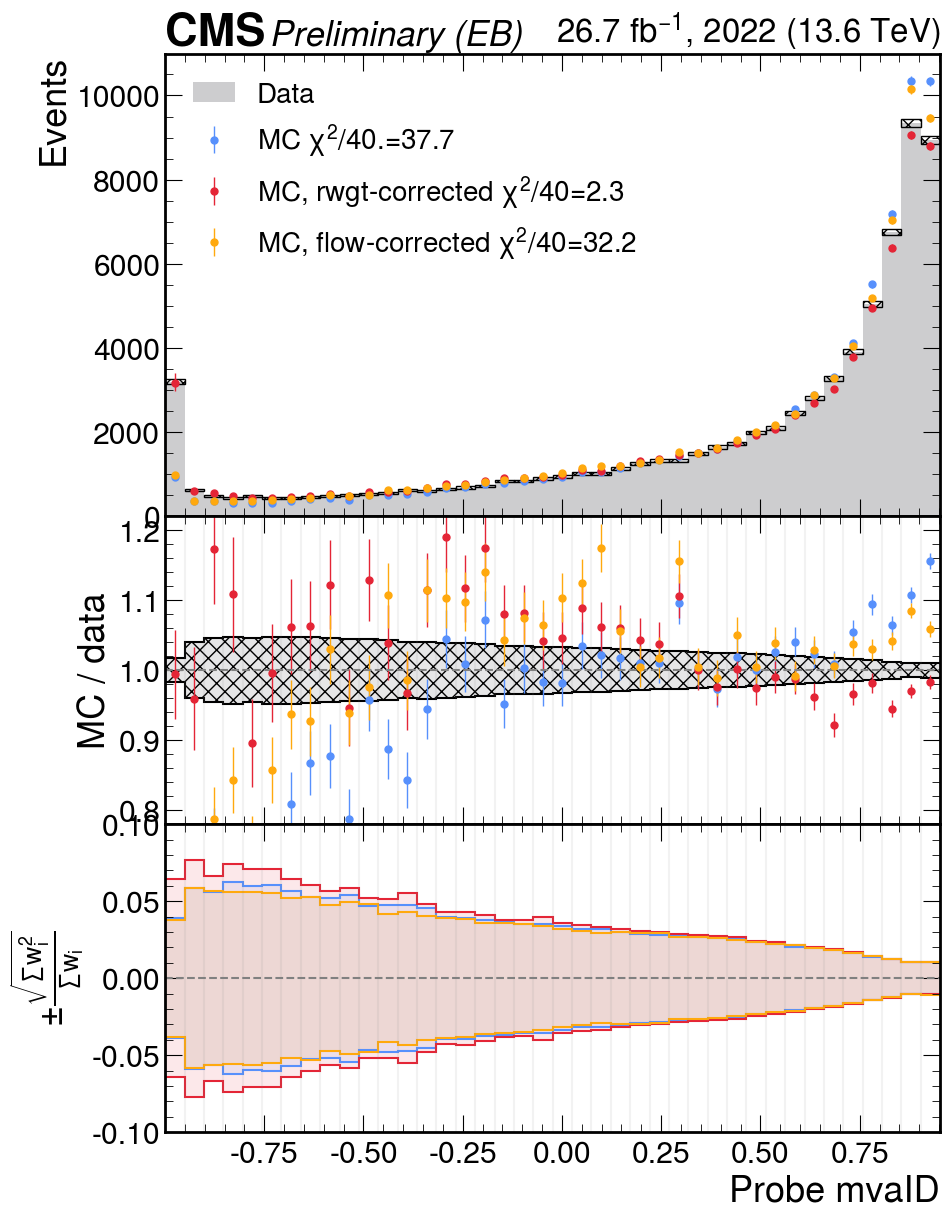 CMS Preliminary (EB) 26.7 fb⁻¹, 2022 (13.6 TeV)
Events
10000
8000
6000
4000
2000
0
Data
MC χ²/40.=37.7
MC, rwgt-corrected χ²/40=2.3
MC, flow-corrected χ²/40=32.2
MC / data
1.2
1.1
1.0
0.9
0.8
±√Σwᵢ²/Σwᵢ
0.10
0.05
0.00
-0.05
-0.10
-0.75 -0.50 -0.25 0.00 0.25 0.50 0.75
Probe mvaID